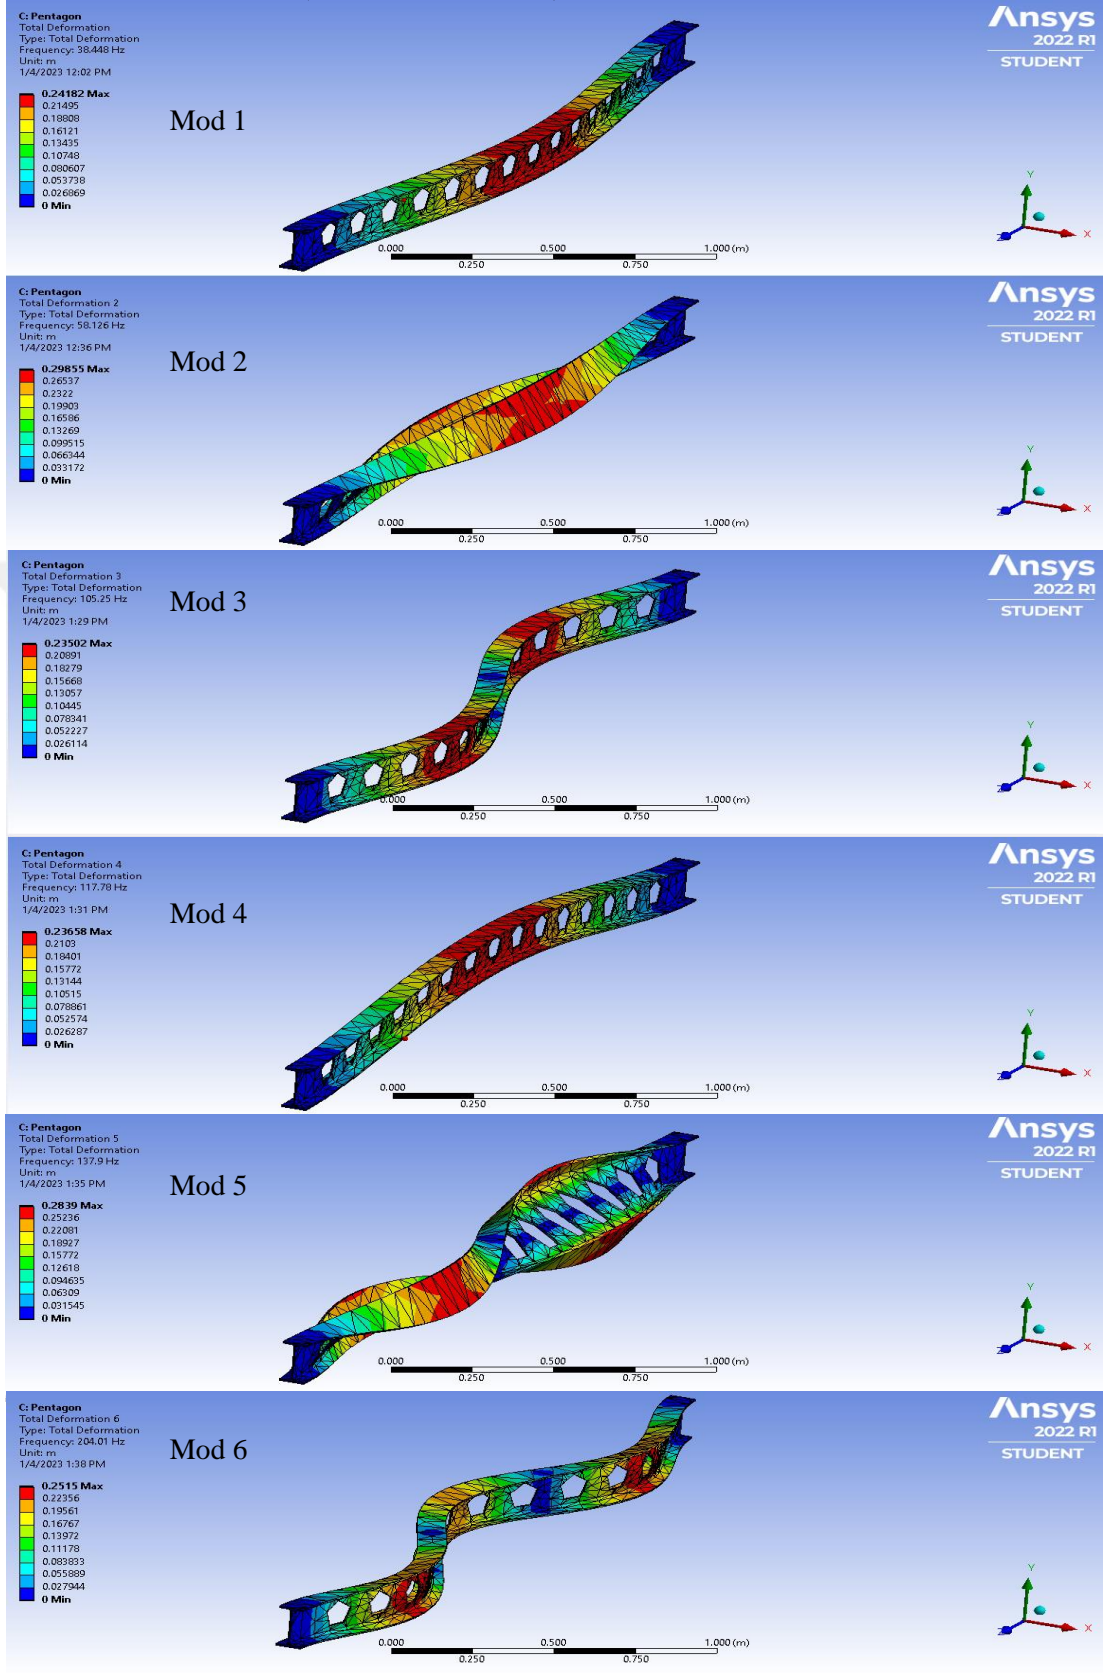 C: Pentagon
Total Deformation
Type: Total Deformation
Frequency: 38.448 Hz
Unit: m
1/4/2023 12:02 PM
0.24182 Max
0.21495
0.18808
0.16121
0.13435
0.10748
0.080607
0.053738
0.026869
0 Min
Mod 1
Ansys
2022 R1
STUDENT
Y
X
Z
0.000 0.500 1.000 (m)
0.250 0.750
C: Pentagon
Total Deformation 2
Type: Total Deformation
Frequency: 58.126 Hz
Unit: m
1/4/2023 12:36 PM
0.29855 Max
0.26537
0.2322
0.19903
0.16586
0.13269
0.099515
0.066344
0.033172
0 Min
Mod 2
Ansys
2022 R1
STUDENT
Y
X
Z
0.000 0.500 1.000 (m)
0.250 0.750
C: Pentagon
Total Deformation 3
Type: Total Deformation
Frequency: 105.25 Hz
Unit: m
1/4/2023 1:29 PM
0.23502 Max
0.20891
0.18279
0.15668
0.13057
0.10445
0.078341
0.052227
0.026114
0 Min
Mod 3
Ansys
2022 R1
STUDENT
Y
X
Z
0.000 0.500 1.000 (m)
0.250 0.750
C: Pentagon
Total Deformation 4
Type: Total Deformation
Frequency: 117.78 Hz
Unit: m
1/4/2023 1:31 PM
0.23658 Max
0.2103
0.18401
0.15772
0.13144
0.10515
0.078861
0.052574
0.026287
0 Min
Mod 4
Ansys
2022 R1
STUDENT
Y
X
Z
0.000 0.500 1.000 (m)
0.250 0.750
C: Pentagon
Total Deformation 5
Type: Total Deformation
Frequency: 137.9 Hz
Unit: m
1/4/2023 1:35 PM
0.2839 Max
0.25236
0.22081
0.18927
0.15772
0.12618
0.094635
0.06309
0.031545
0 Min
Mod 5
Ansys
2022 R1
STUDENT
Y
X
Z
0.000 0.500 1.000 (m)
0.250 0.750
C: Pentagon
Total Deformation 6
Type: Total Deformation
Frequency: 204.01 Hz
Unit: m
1/4/2023 1:38 PM
0.2515 Max
0.22356
0.19561
0.16767
0.13972
0.11178
0.083833
0.055889
0.027944
0 Min
Mod 6
Ansys
2022 R1
STUDENT
Y
X
Z
0.000 0.500 1.000 (m)
0.250 0.750